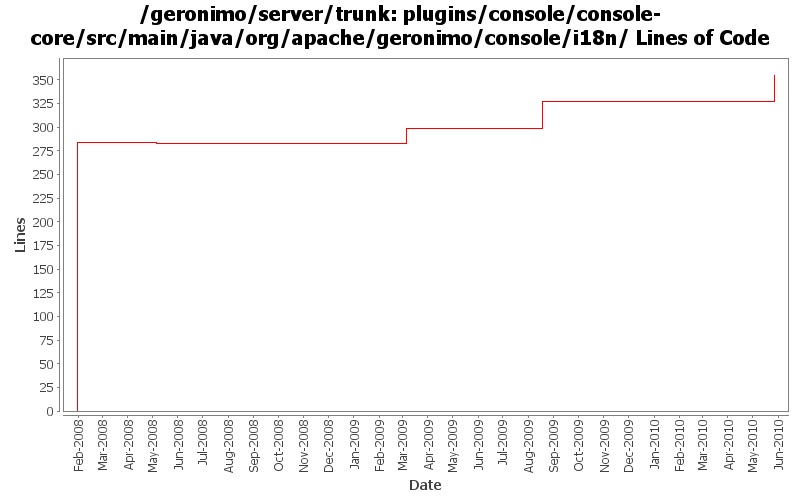 /geronimo/server/trunk: plugins/console/console-
core/src/main/java/org/apache/geronimo/console/i18n/ Lines of Code
Lines
350
325
300
275
250
225
200
175
150
125
100
75
50
25
0
Feb-2008
Mar-2008
Apr-2008
May-2008
Jun-2008
Jul-2008
Aug-2008
Sep-2008
Oct-2008
Nov-2008
Dec-2008
Jan-2009
Feb-2009
Mar-2009
Apr-2009
May-2009
Jun-2009
Jul-2009
Aug-2009
Sep-2009
Oct-2009
Nov-2009
Dec-2009
Jan-2010
Feb-2010
Mar-2010
Apr-2010
May-2010
Jun-2010
Date